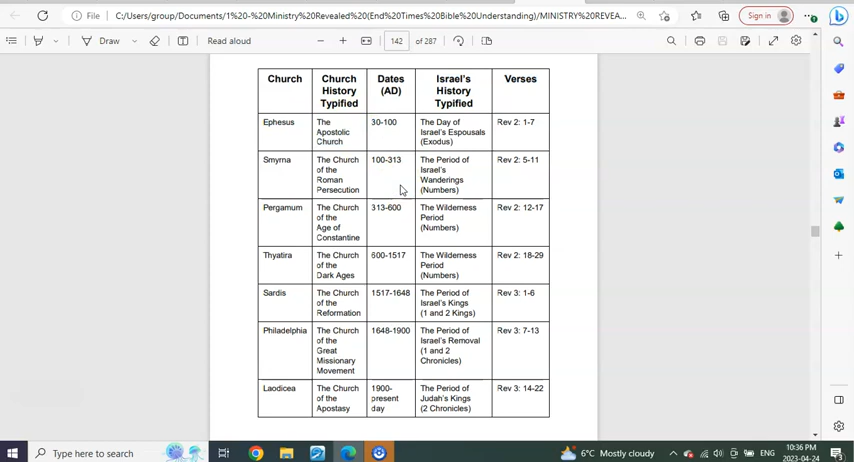 File
C:/Users/group/Documents/1%20-%20Ministry%20Revealed%20(End%20Times%20Bible%20Understanding)/MINISTRY%20REVEA...
Sign in
Draw
Read aloud
142
of 287
Church
Church
History
Typified
Dates
(AD)
Israel's
History
Typified
Verses
Ephesus
The
Apostolic
Church
30-100
The Day of
Israel's Espousals
(Exodus)
Rev 2: 1-7
Smyrna
The Church
of the
Roman
Persecution
100-313
The Period of
Israel's
Wanderings
(Numbers)
Rev 2: 5-11
Pergamum
The Church
of the
Age of
Constantine
313-600
The Wilderness
Period
(Numbers)
Rev 2: 12-17
Thyatira
The Church
of the
Dark Ages
600-1517
The Wilderness
Period
(Numbers)
Rev 2: 18-29
Sardis
The Church
of the
Reformation
1517-1648
The Period of
Israel's Kings
(1 and 2 Kings)
Rev 3: 1-6
Philadelphia
The Church
of the
Great
Missionary
Movement
1648-1900
The Period of
Israel's Removal
(1 and 2
Chronicles)
Rev 3: 7-13
Laodicea
The Church
of the
Apostasy
1900-
present
day
The Period of
Judah's Kings
(2 Chronicles)
Rev 3: 14-22
Type here to search
6°C Mostly cloudy
ENG
10:36 PM
2023-04-24